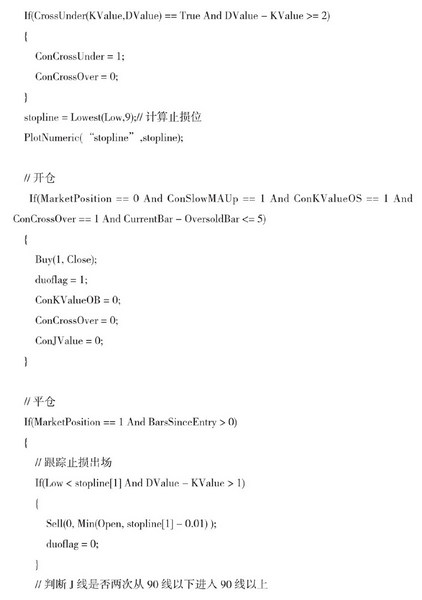 If(CrossUnder(KValue,DValue) == True And DValue – KValue >= 2)
{
ConCrossUnder = 1;
ConCrossOver = 0;
}
stopline = Lowest(Low,9);// 计算止损位
PlotNumeric( “stopline” ,stopline);
// 开仓
If(MarketPosition == 0 And ConSlowMAUp == 1 And ConKValueOS == 1 And
ConCrossOver == 1 And CurrentBar – OversoldBar <= 5)
{
Buy(1, Close);
duoflag = 1;
ConKValueOB = 0;
ConCrossOver = 0;
ConJValue = 0;
}
// 平仓
If(MarketPosition == 1 And BarsSinceEntry > 0)
{
// 跟踪止损出场
If(Low < stopline[1] And DValue – KValue > 1)
{
Sell(0, Min(Open, stopline[1] – 0.01) );
duoflag = 0;
}
// 判断 J 线是否两次从 90 线以下进入 90 线以上